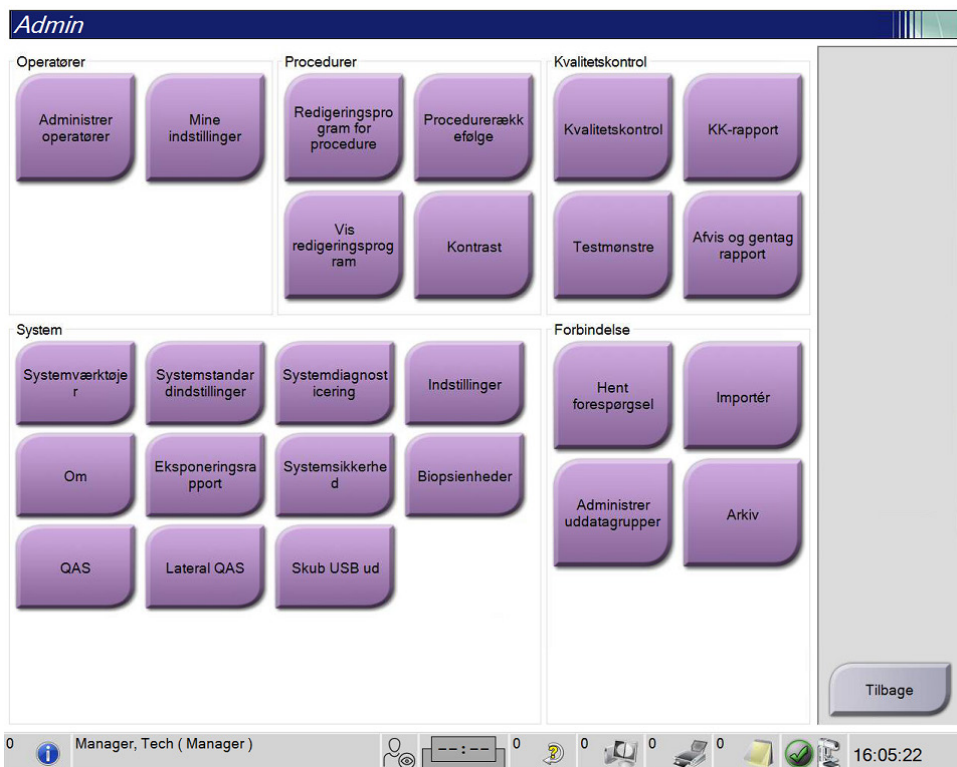 Admin
Operatører
Administrer
operatører
Mine
indstillinger
Procedurer
Redigeringspro
gram for
procedure
Procedurerækk
efølge
Vis
redigeringsprog
ram
Kontrast
Kvalitetskontrol
Kvalitetskontrol
KK-rapport
Testmønstre
Afvis og gentag
rapport
System
Systemværktøje
r
Systemstandar
dindstillinger
Systemdiagnost
icering
Indstillinger
Om
Eksponeringsra
pport
Systemsikkerhe
d
Biopsienheder
QAS
Lateral QAS
Skub USB ud
Forbindelse
Hent
forespørgsel
Importér
Administrer
uddatagrupper
Arkiv
Tilbage
0
Manager, Tech ( Manager )
--:--
0
0
0
0
16:05:22